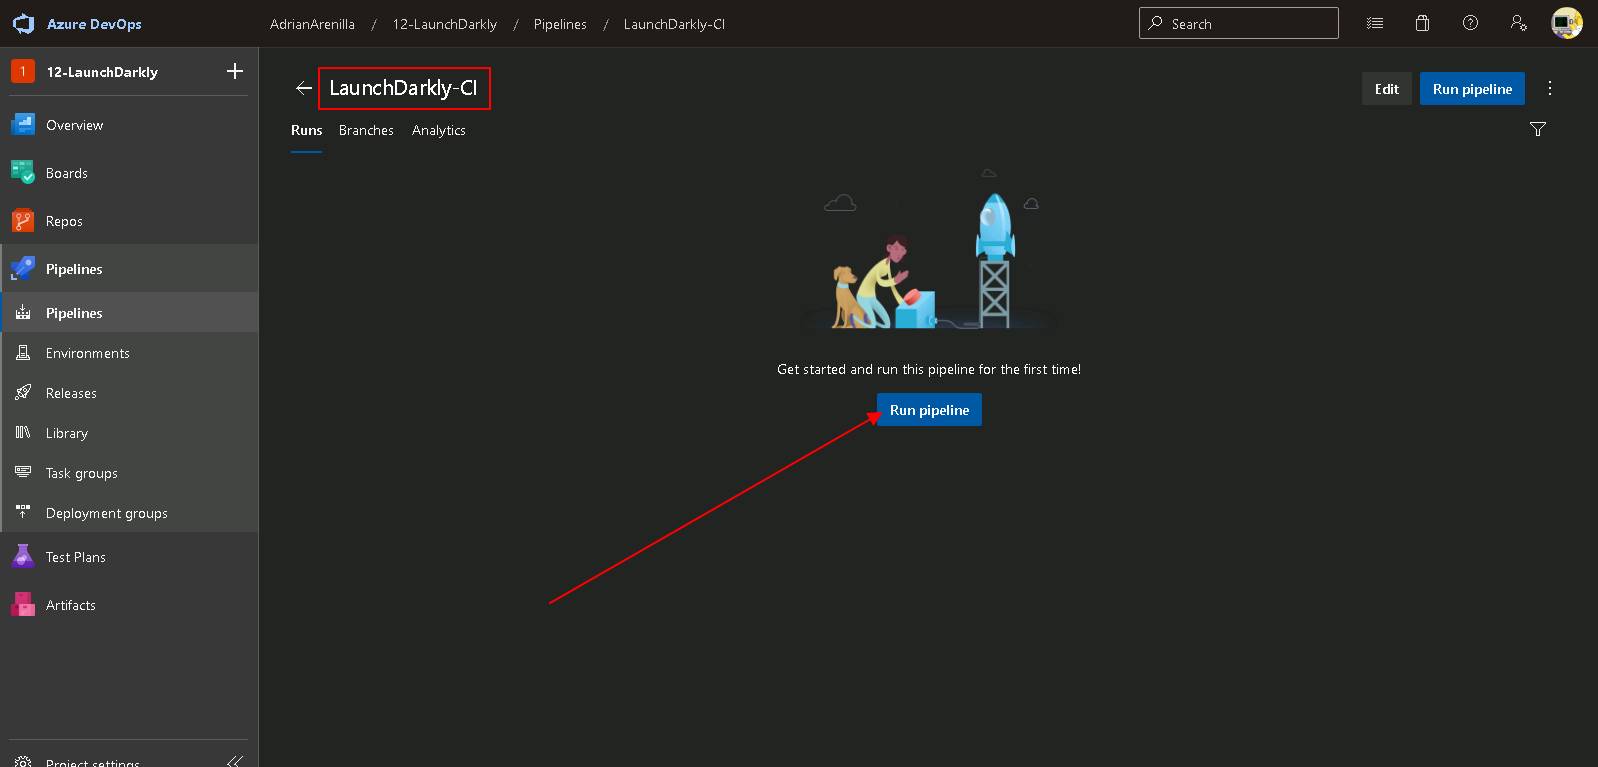 Azure DevOps
AdrianArenilla / 12-LaunchDarkly / Pipelines / LaunchDarkly-CI
Search
1 12-LaunchDarkly
Overview
Boards
Repos
Pipelines
Pipelines
Environments
Releases
Library
Task groups
Deployment groups
Test Plans
Artifacts
Project settings
LaunchDarkly-CI
Edit
Run pipeline
Runs Branches Analytics
Get started and run this pipeline for the first time!
Run pipeline